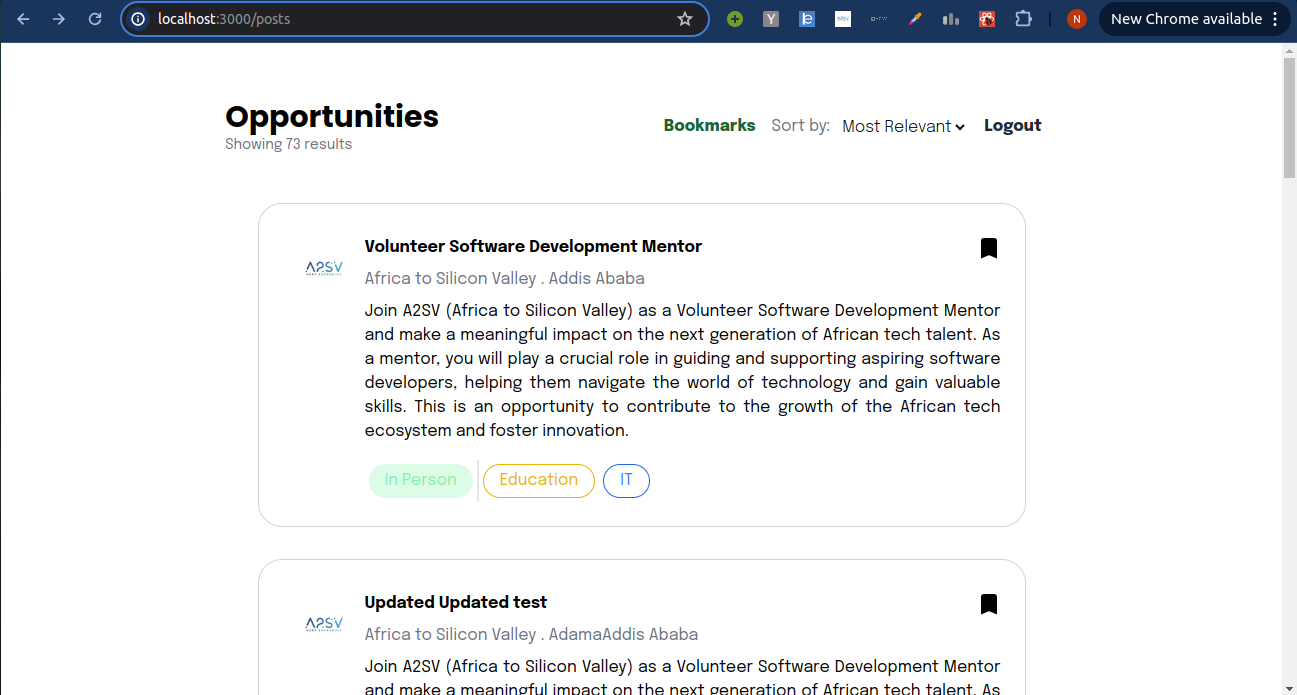 localhost:3000/posts
N
New Chrome available
Opportunities
Showing 73 results
Bookmarks Sort by: Most Relevant Logout
A2SV
Volunteer Software Development Mentor
Africa to Silicon Valley . Addis Ababa
Join A2SV (Africa to Silicon Valley) as a Volunteer Software Development Mentor
and make a meaningful impact on the next generation of African tech talent. As
a mentor, you will play a crucial role in guiding and supporting aspiring software
developers, helping them navigate the world of technology and gain valuable
skills. This is an opportunity to contribute to the growth of the African tech
ecosystem and foster innovation.
In Person Education IT
A2SV
Updated Updated test
Africa to Silicon Valley . AdamaAddis Ababa
Join A2SV (Africa to Silicon Valley) as a Volunteer Software Development Mentor
and make a meaningful impact on the next generation of African tech talent. As